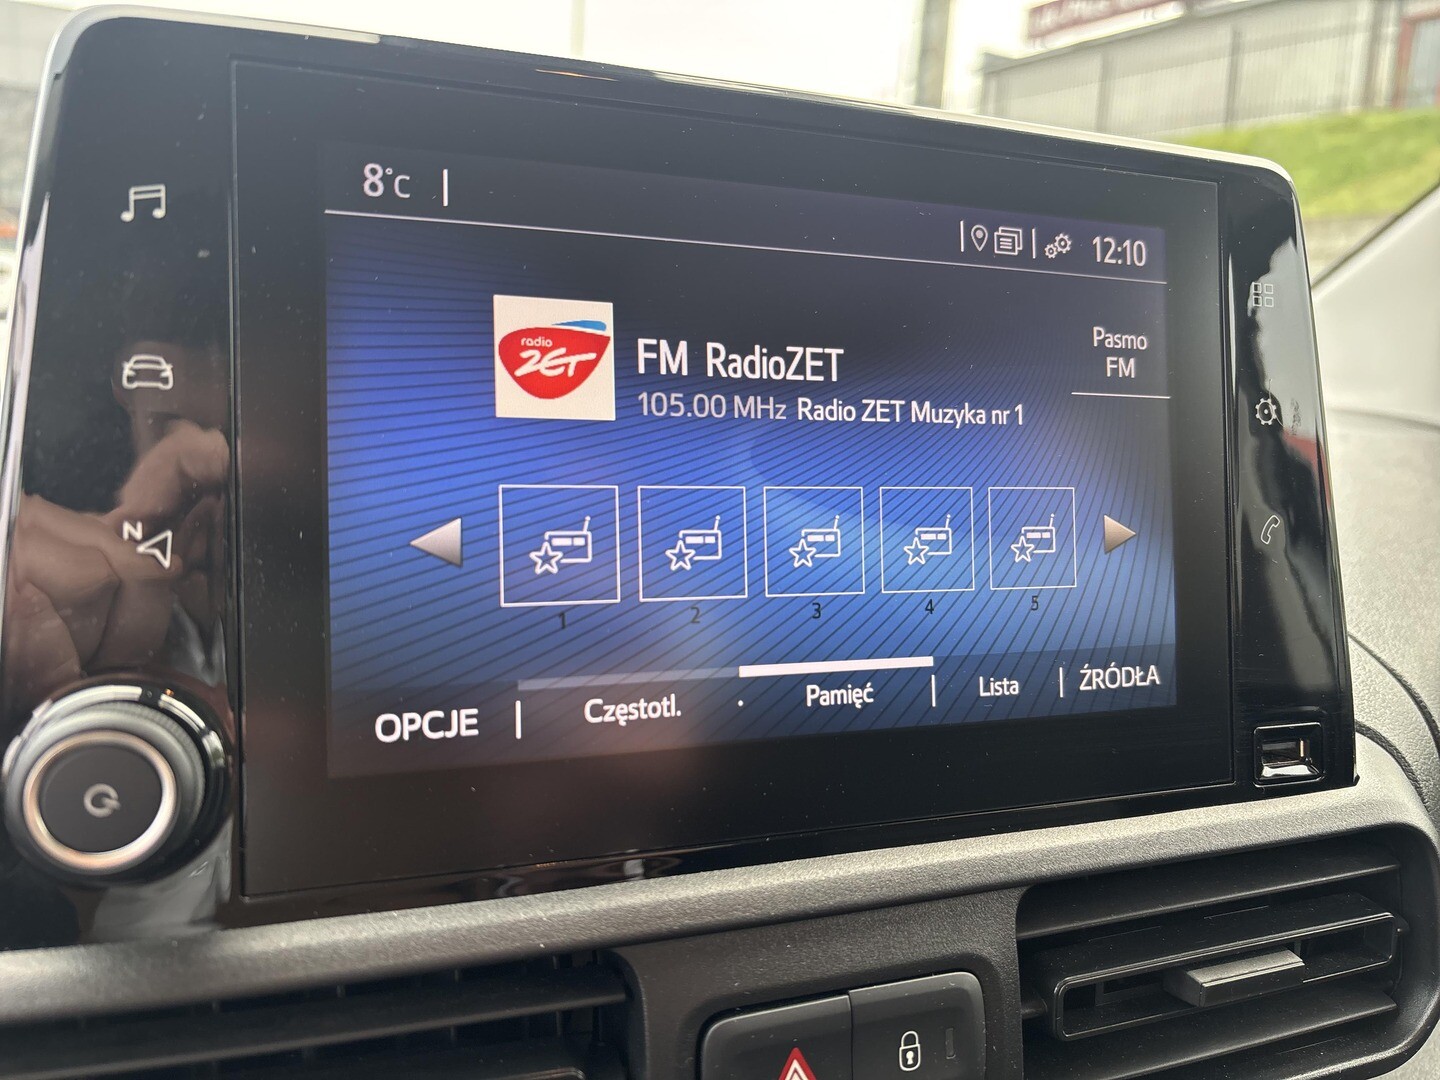 8°C
12:10
radio
ZET
FM RadioZET
105.00 MHz Radio ZET Muzyka nr 1
Pasmo
FM
N
1 2 3 4 5
OPCJE Częstotl. Pamięć Lista ŹRÓDŁA